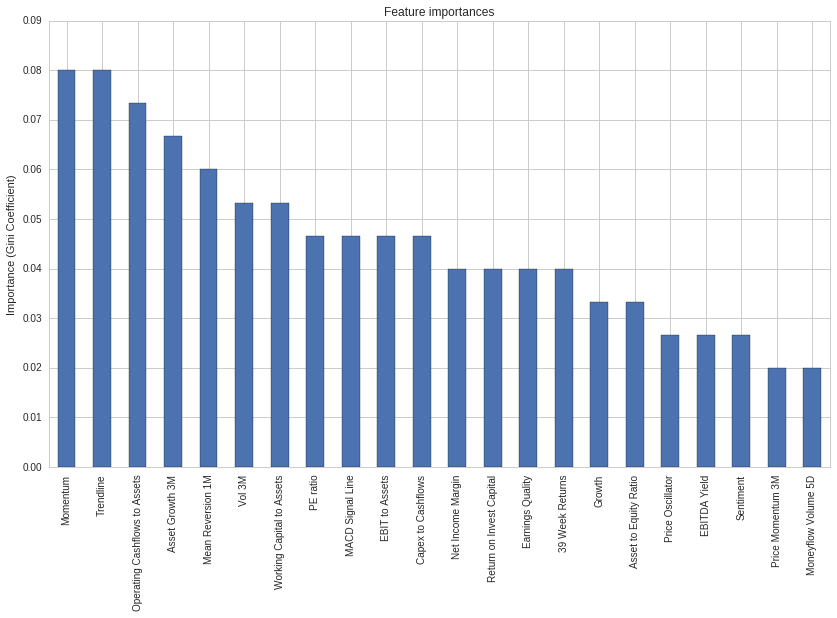 Feature importances
Importance (Gini Coefficient)
0.09
0.08
0.07
0.06
0.05
0.04
0.03
0.02
0.01
0.00
Momentum
Trendline
Operating Cashflows to Assets
Asset Growth 3M
Mean Reversion 1M
Vol 3M
Working Capital to Assets
PE ratio
MACD Signal Line
EBIT to Assets
Capex to Cashflows
Net Income Margin
Return on Invest Capital
Earnings Quality
39 Week Returns
Growth
Asset to Equity Ratio
Price Oscillator
EBITDA Yield
Sentiment
Price Momentum 3M
Moneyflow Volume 5D